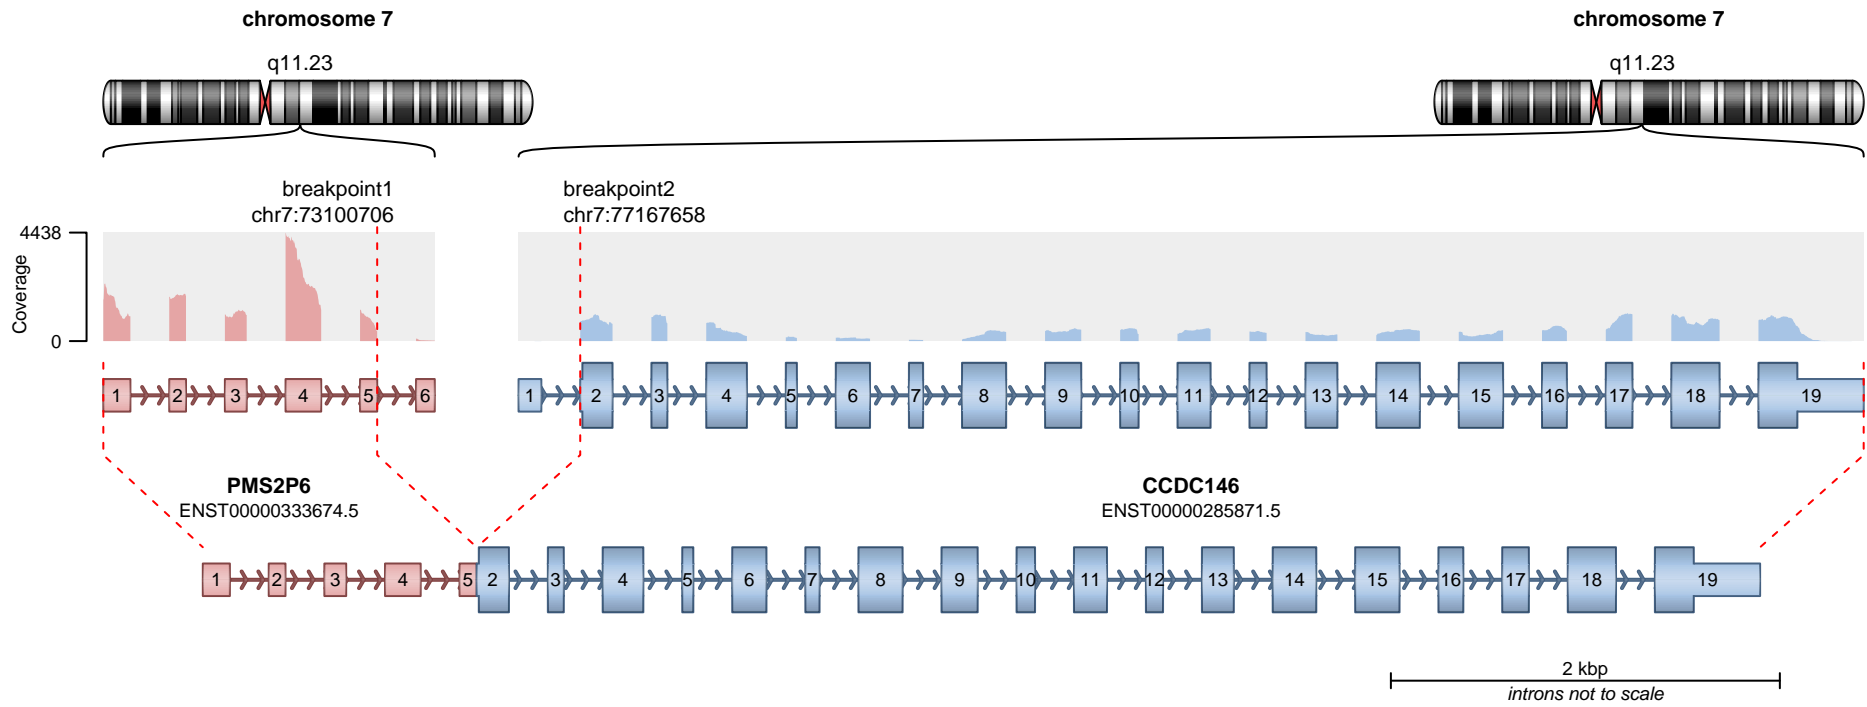 chromosome 7
chromosome 7
q11.23
q11.23
breakpoint1
chr7:73100706
breakpoint2
chr7:77167658
4438
Coverage
0
1 2 3 4 5 6
1 2 3 4 5 6 7 8 9 10 11 12 13 14 15 16 17 18 19
PMS2P6
ENST00000333674.5
CCDC146
ENST00000285871.5
1 2 3 4 5 2 3 4 5 6 7 8 9 10 11 12 13 14 15 16 17 18 19
2 kbp
introns not to scale